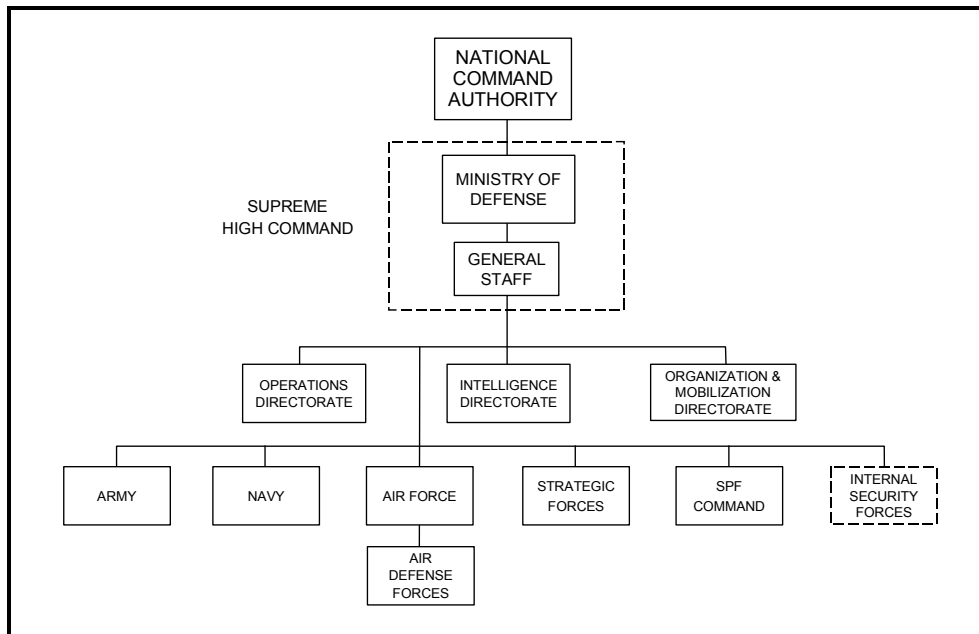 NATIONAL
COMMAND
AUTHORITY
MINISTRY OF
DEFENSE
SUPREME
HIGH COMMAND
GENERAL
STAFF
OPERATIONS
DIRECTORATE
INTELLIGENCE
DIRECTORATE
ORGANIZATION &
MOBILIZATION
DIRECTORATE
ARMY
NAVY
AIR FORCE
STRATEGIC
FORCES
SPF
COMMAND
INTERNAL
SECURITY
FORCES
AIR
DEFENSE
FORCES